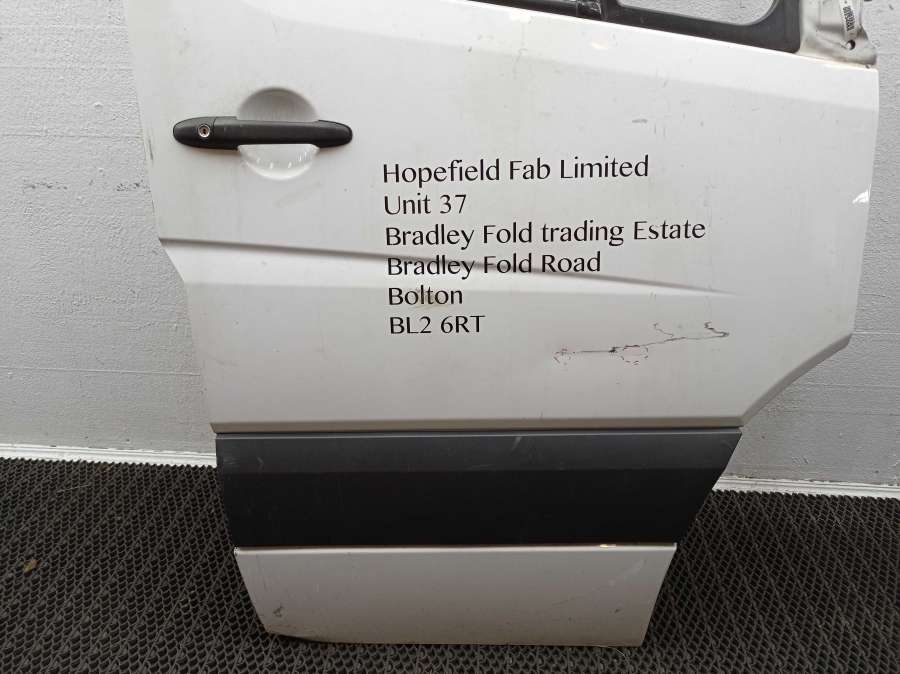 Hopefield Fab Limited
Unit 37
Bradley Fold trading Estate
Bradley Fold Road
Bolton
BL2 6RT